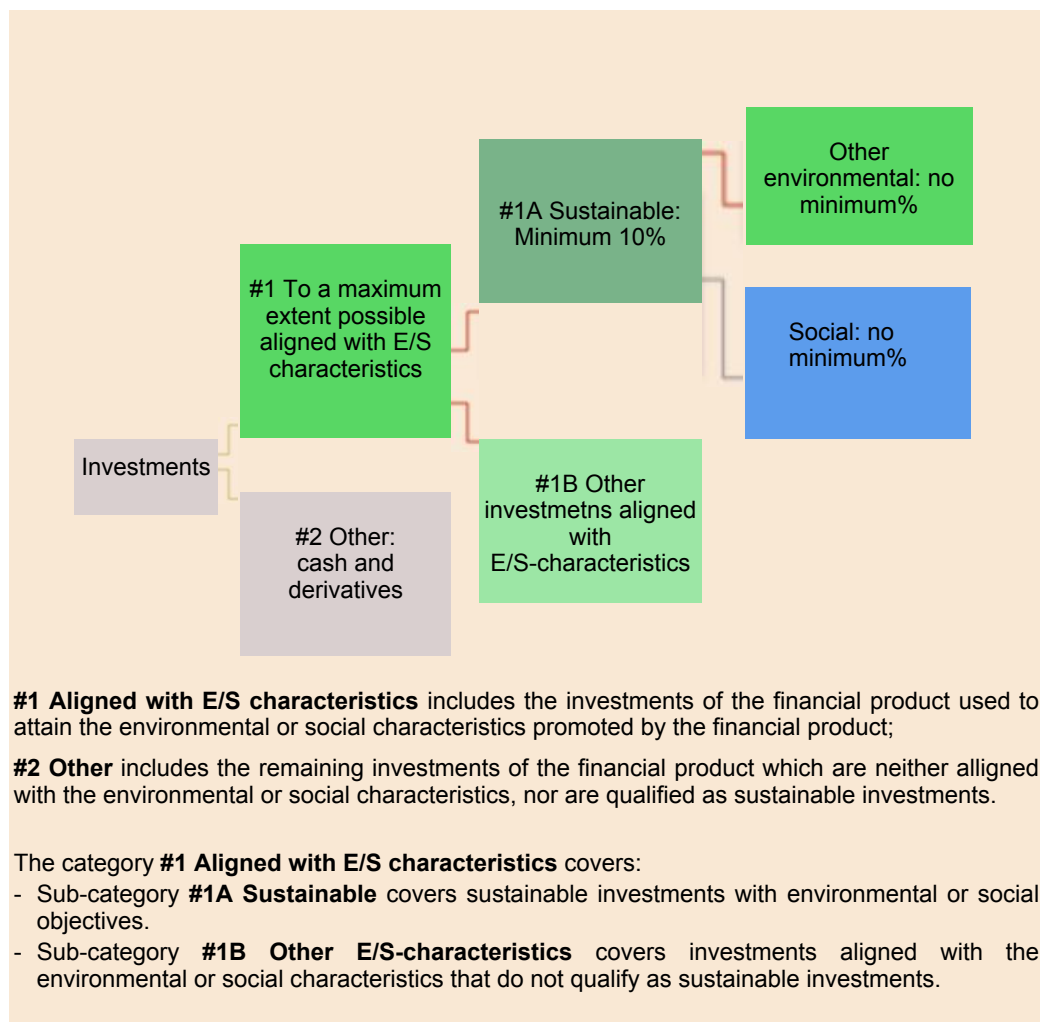 Other
environmental: no
minimum%
#1A Sustainable:
Minimum 10%
#1 To a maximum
extent possible
aligned with E/S
characteristics
Social: no
minimum%
Investments
#1B Other
investmetns aligned
with
E/S-characteristics
#2 Other:
cash and
derivatives
#1 Aligned with E/S characteristics includes the investments of the financial product used to
attain the environmental or social characteristics promoted by the financial product;
#2 Other includes the remaining investments of the financial product which are neither alligned
with the environmental or social characteristics, nor are qualified as sustainable investments.
The category #1 Aligned with E/S characteristics covers:
- Sub-category #1A Sustainable covers sustainable investments with environmental or social
objectives.
- Sub-category #1B Other E/S-characteristics covers investments aligned with the
environmental or social characteristics that do not qualify as sustainable investments.